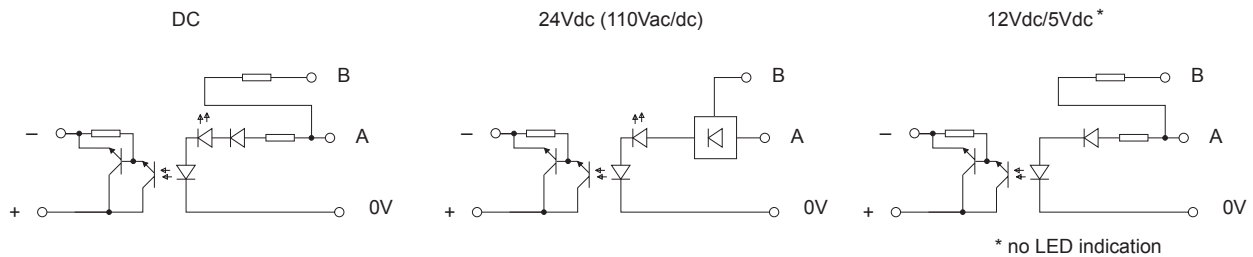 DC
24Vdc (110Vac/dc)
12Vdc/5Vdc *
B
A
0V
–
+
B
A
0V
–
+
B
A
0V
–
+
* no LED indication